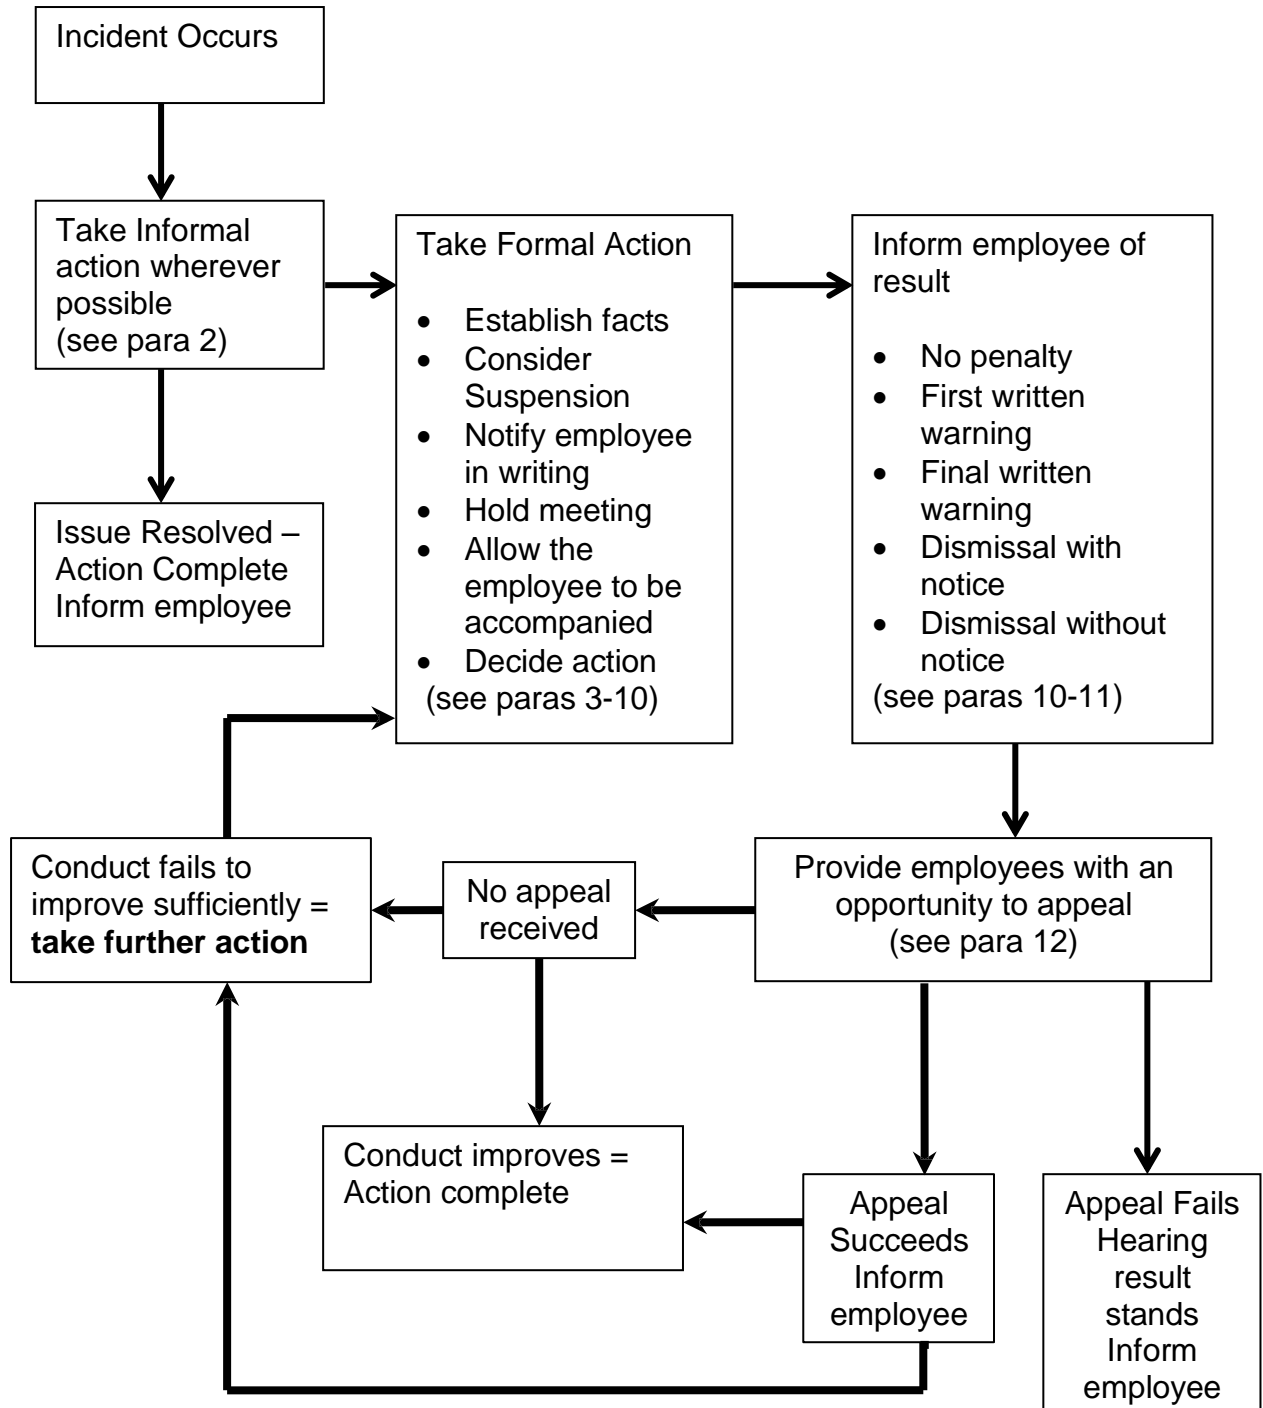 Incident Occurs
Take Informal
action wherever
possible
(see para 2)
Issue Resolved –
Action Complete
Inform employee
Take Formal Action
• Establish facts
• Consider
Suspension
• Notify employee
in writing
• Hold meeting
• Allow the
employee to be
accompanied
• Decide action
(see paras 3-10)
Inform employee of
result
• No penalty
• First written
warning
• Final written
warning
• Dismissal with
notice
• Dismissal without
notice
(see paras 10-11)
Conduct fails to
improve sufficiently =
take further action
No appeal
received
Provide employees with an
opportunity to appeal
(see para 12)
Conduct improves =
Action complete
Appeal
Succeeds
Inform
employee
Appeal Fails
Hearing
result
stands
Inform
employee